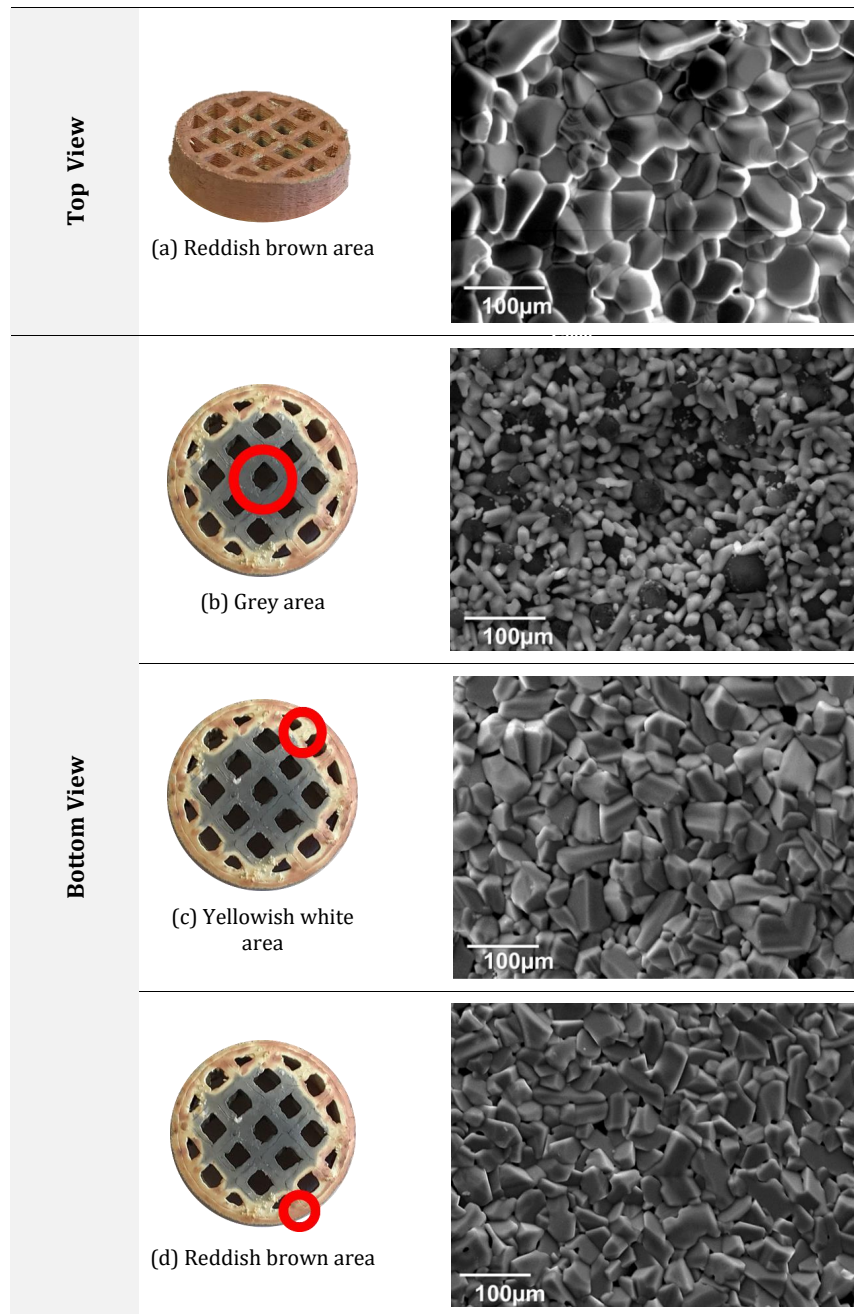 Top View
(a) Reddish brown area
100µm
Bottom View
(b) Grey area
100µm
(c) Yellowish white
area
100µm
(d) Reddish brown area
100µm